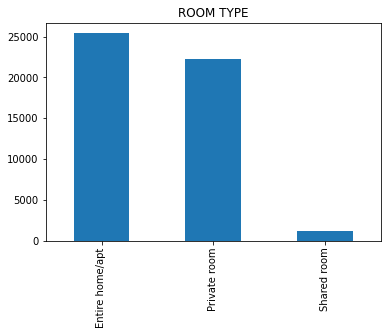 ROOM TYPE
25000
20000
15000
10000
5000
0
Entire home/apt
Private room
Shared room